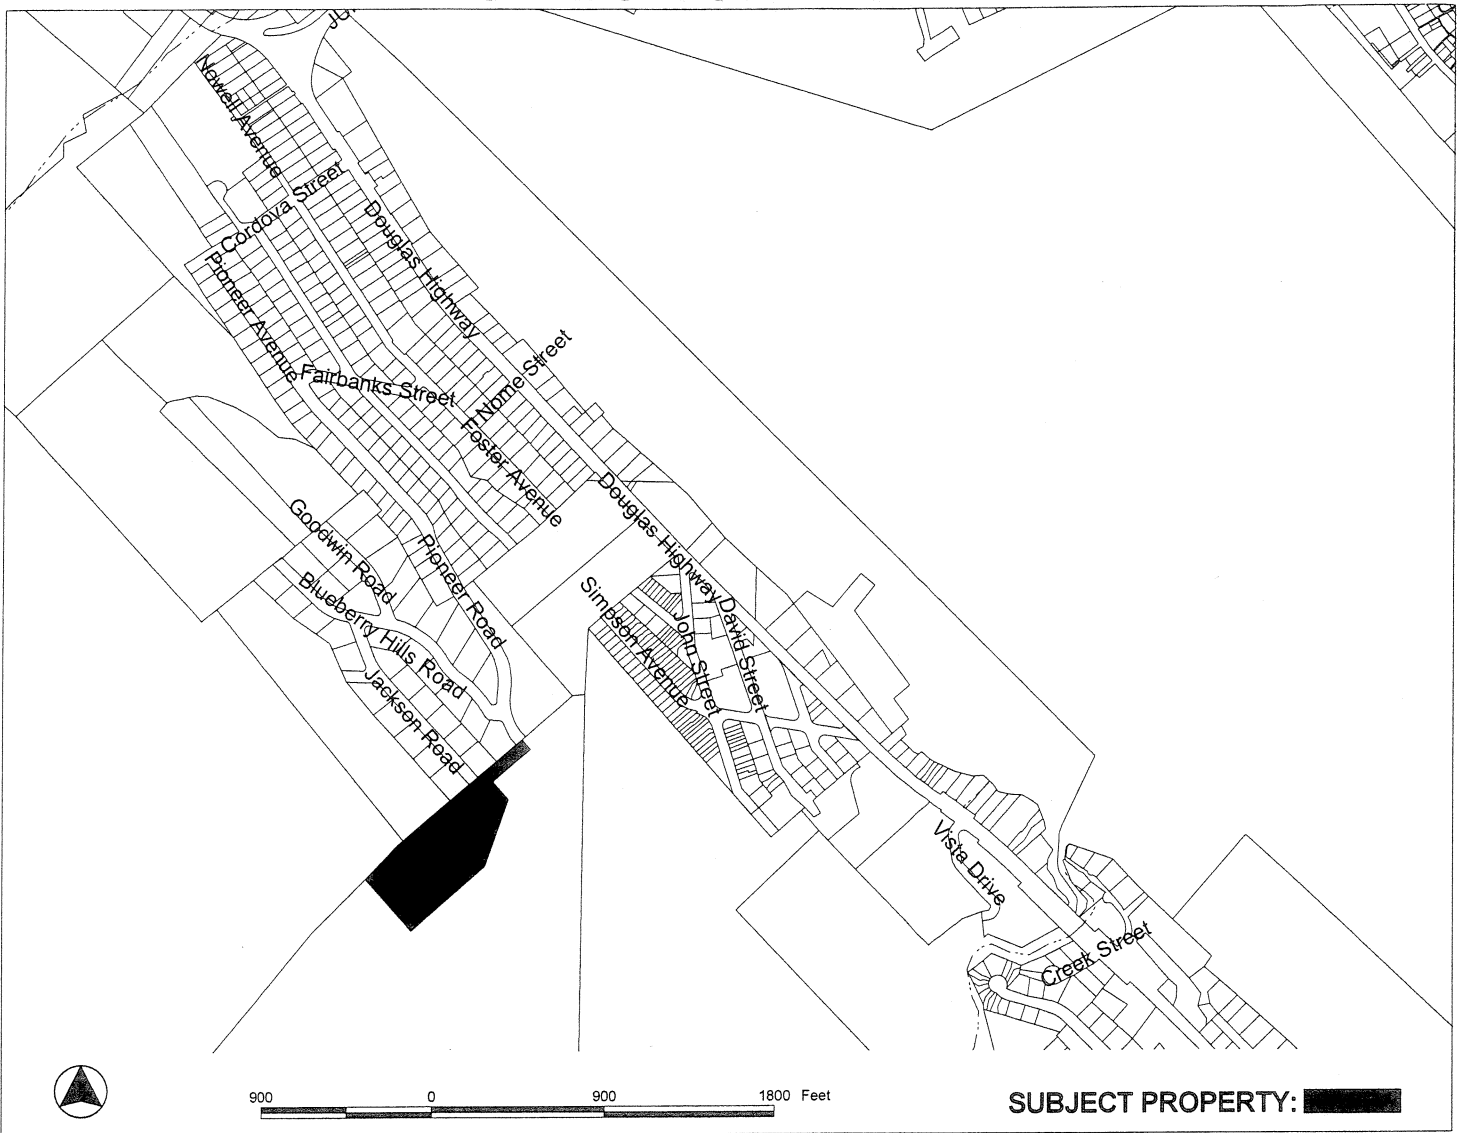 Newell Avenue
Cordova Street
Pioneer Avenue
Douglas Highway
Fairbanks Street
Nome Street
Foster Avenue
Goodwin Road
Blueberry Hills Road
Pioneer Road
Jackson Road
Douglas Highway
Simpson Avenue
John Street
David Street
Vista Drive
Creek Street
900 0 900 1800 Feet
SUBJECT PROPERTY: